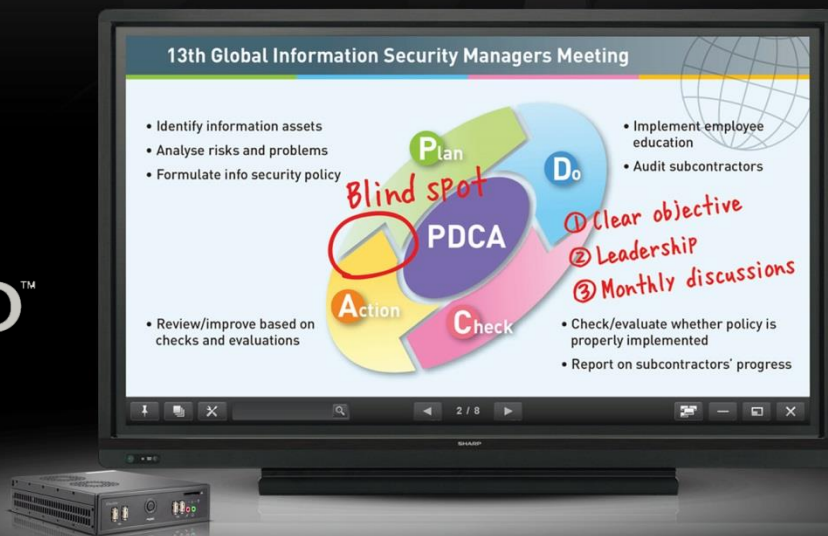 TM
13th Global Information Security Managers Meeting
• Identify information assets
• Analyse risks and problems
• Formulate info security policy
Plan
Do
• Implement employee
education
• Audit subcontractors
Blind spot
PDCA
① Clear objective
② Leadership
③ Monthly discussions
Action
Check
• Review/improve based on
checks and evaluations
• Check/evaluate whether policy is
properly implemented
• Report on subcontractors' progress
2 / 8
SHARP